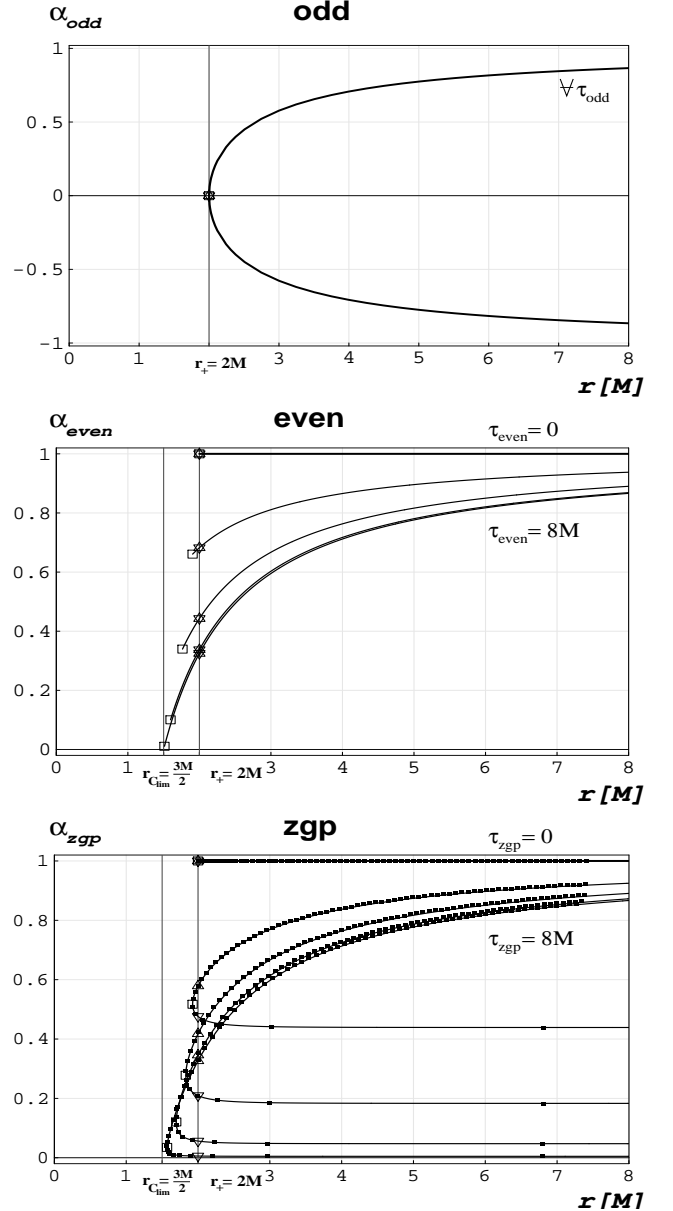 α_odd odd
1
∀ τ_odd
0.5
0
−0.5
−1
0 1 3 4 5 6 7 8
r_+ = 2M
r [M]
α_even even τ_even = 0
1
0.8
τ_even = 8M
0.6
0.4
0.2
0
0 1 3 4 5 6 7 8
r_C_lim = 3M/2 r_+ = 2M
r [M]
α_zgp zgp τ_zgp = 0
1
0.8
τ_zgp = 8M
0.6
0.4
0.2
0
0 1 3 4 5 6 7 8
r_C_lim = 3M/2 r_+ = 2M
r [M]